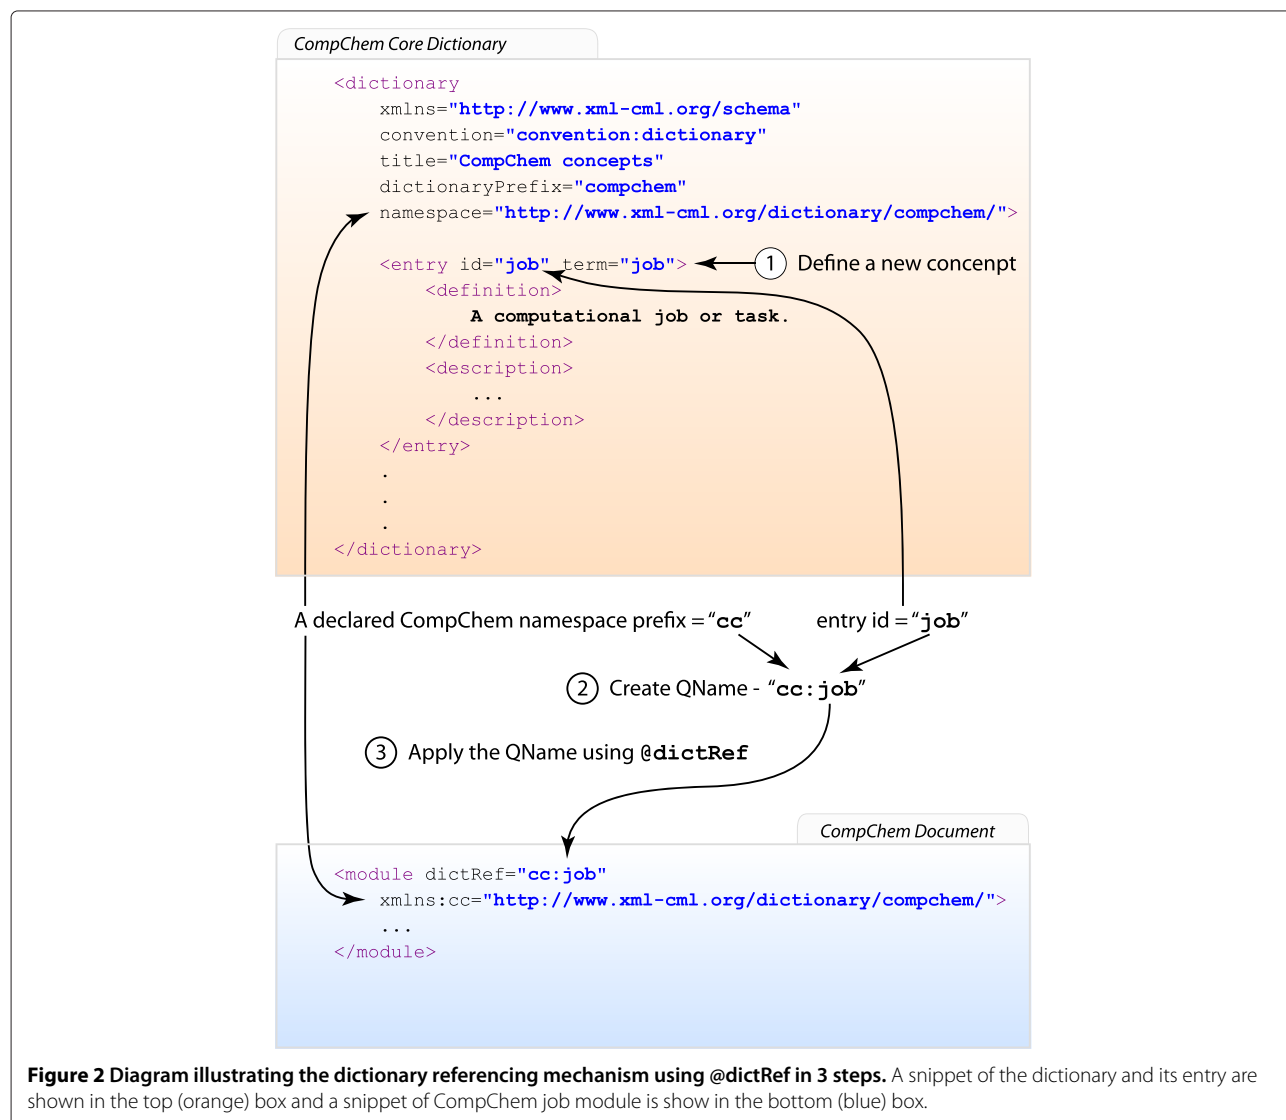 CompChem Core Dictionary
<dictionary
xmlns="http://www.xml-cml.org/schema"
convention="convention:dictionary"
title="CompChem concepts"
dictionaryPrefix="compchem"
namespace="http://www.xml-cml.org/dictionary/compchem/">
<entry id="job" term="job"> 1 Define a new concenpt
<definition>
A computational job or task.
</definition>
<description>
...
</description>
</entry>
.
.
.
</dictionary>
A declared CompChem namespace prefix = “cc” entry id = “job”
2 Create QName - “cc:job”
3 Apply the QName using @dictRef
CompChem Document
<module dictRef="cc:job"
xmlns:cc="http://www.xml-cml.org/dictionary/compchem/">
...
</module>
Figure 2 Diagram illustrating the dictionary referencing mechanism using @dictRef in 3 steps. A snippet of the dictionary and its entry are
shown in the top (orange) box and a snippet of CompChem job module is show in the bottom (blue) box.